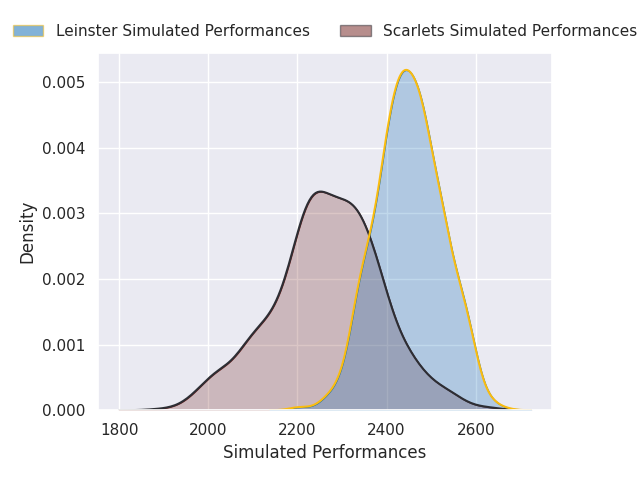 Leinster Simulated Performances Scarlets Simulated Performances
0.005
0.004
0.003
0.002
0.001
0.000
Density
1800 2000 2200 2400 2600
Simulated Performances